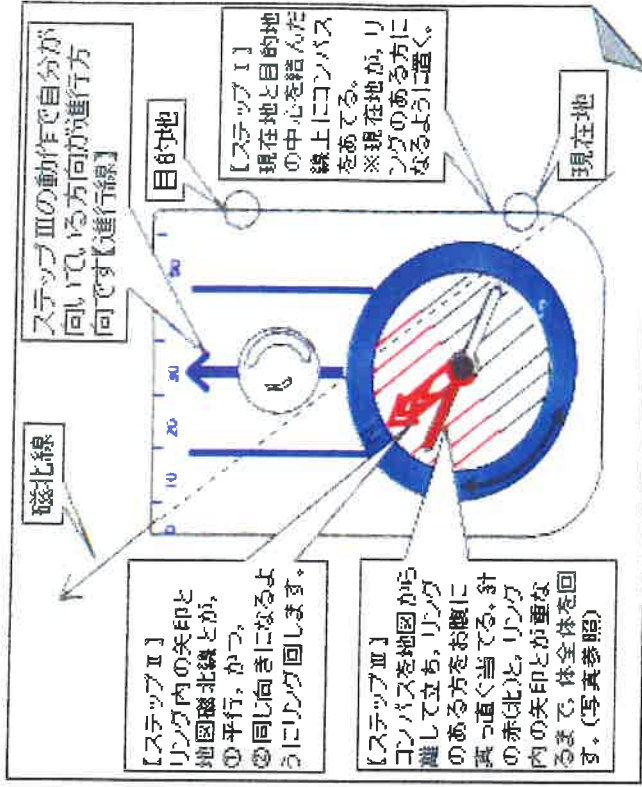 ステップⅢの動作で自分が
向いている方向が進行方
向です【進行線】
磁北線
目的地
0 10 20 30 50
【ステップⅠ】
現在地と目的地
の中心を結んだ
線上にコンパス
をあてる。
※現在地が、リ
ングのある方に
なるように置く。
現在地
【ステップⅡ】
リング内の矢印と
地図磁北線とが、
①平行、かつ、
②同じ向きになるよ
うにリング回します。
【ステップⅢ】
コンパスを地図から
離して立ち、リング
のある方をお腹に
真っ直ぐ当てる。針
の赤(北)と、リング
内の矢印とが重な
るまで、体全体を回
す。(写真参照)